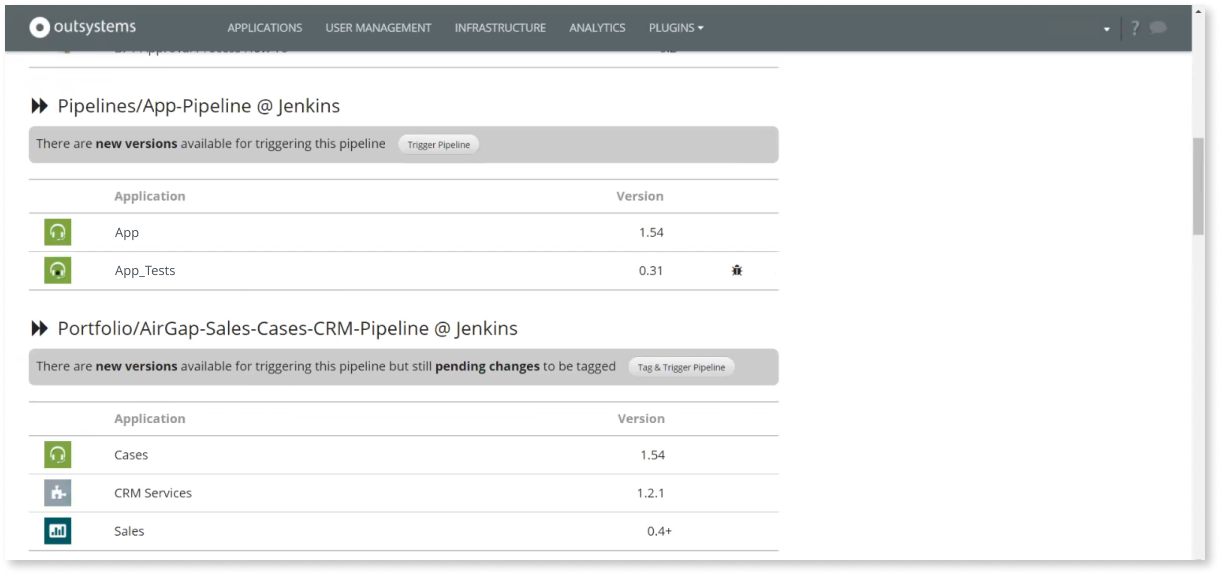 outsystems APPLICATIONS USER MANAGEMENT INFRASTRUCTURE ANALYTICS PLUGINS ?
Pipelines/App-Pipeline @ Jenkins
There are new versions available for triggering this pipeline Trigger Pipeline
Application Version
App 1.54
App_Tests 0.31
Portfolio/AirGap-Sales-Cases-CRM-Pipeline @ Jenkins
There are new versions available for triggering this pipeline but still pending changes to be tagged Tag & Trigger Pipeline
Application Version
Cases 1.54
CRM Services 1.2.1
Sales 0.4+